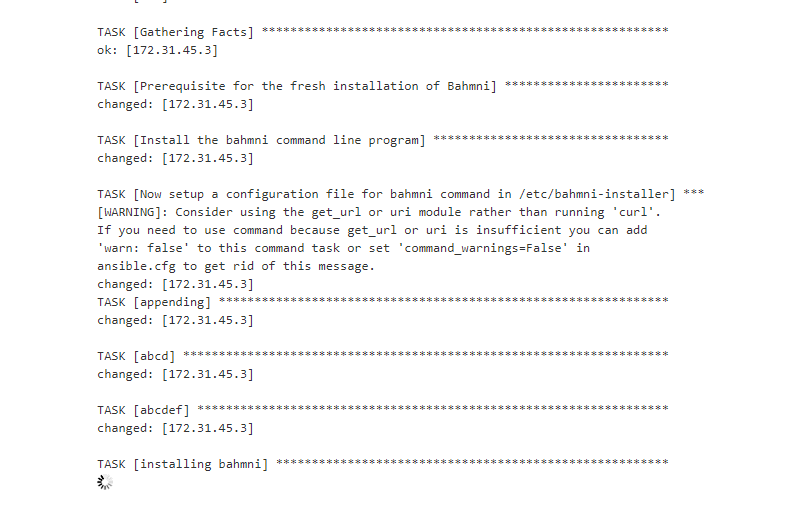 TASK [Gathering Facts] *********************************************************
ok: [172.31.45.3]
TASK [Prerequisite for the fresh installation of Bahmni] ***********************
changed: [172.31.45.3]
TASK [Install the bahmni command line program] *********************************
changed: [172.31.45.3]
TASK [Now setup a configuration file for bahmni command in /etc/bahmni-installer] ***
[WARNING]: Consider using the get_url or uri module rather than running 'curl'.
If you need to use command because get_url or uri is insufficient you can add
'warn: false' to this command task or set 'command_warnings=False' in
ansible.cfg to get rid of this message.
changed: [172.31.45.3]
TASK [appending] ***************************************************************
changed: [172.31.45.3]
TASK [abcd] ********************************************************************
changed: [172.31.45.3]
TASK [abcdef] ******************************************************************
changed: [172.31.45.3]
TASK [installing bahmni] *******************************************************